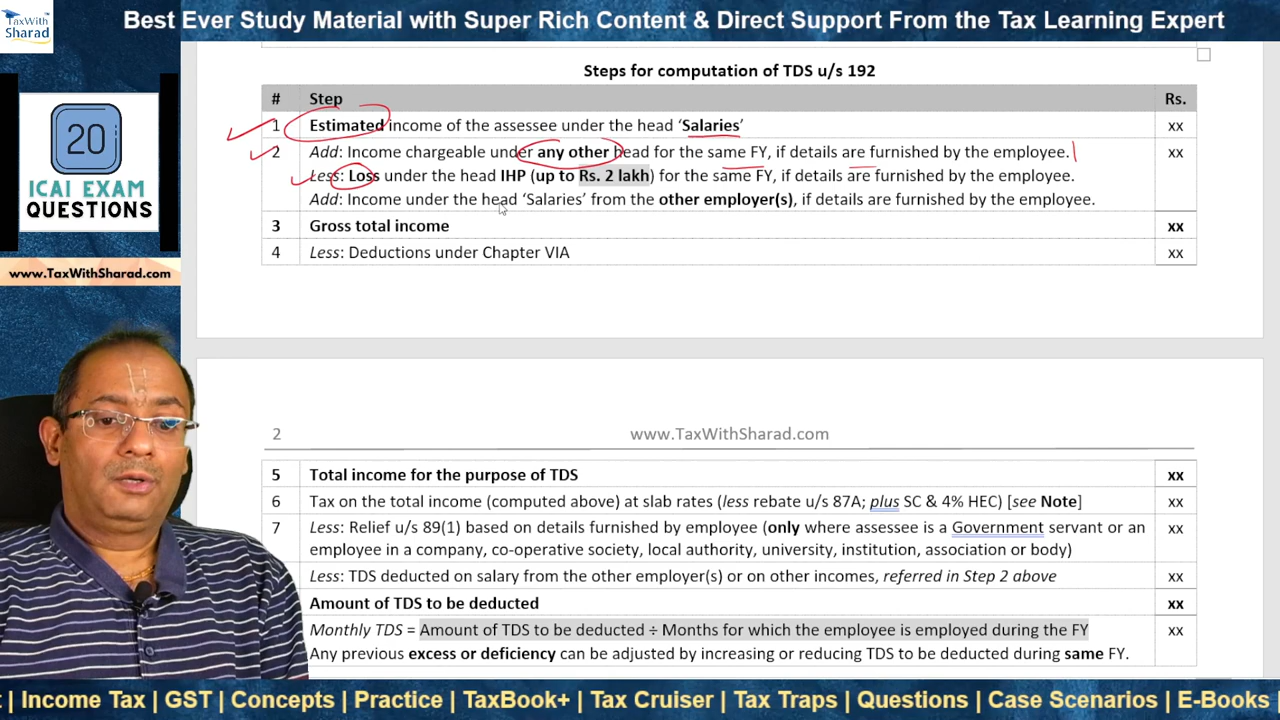 TaxWith
Sharad
Best Ever Study Material with Super Rich Content & Direct Support From the Tax Learning Expert
20
ICAI EXAM
QUESTIONS
www.TaxWithSharad.com
Steps for computation of TDS u/s 192
# Step Rs.
1 Estimated income of the assessee under the head ‘Salaries’ xx
2 Add: Income chargeable under any other head for the same FY, if details are furnished by the employee. xx
Less: Loss under the head IHP (up to Rs. 2 lakh) for the same FY, if details are furnished by the employee.
Add: Income under the head ‘Salaries’ from the other employer(s), if details are furnished by the employee.
3 Gross total income xx
4 Less: Deductions under Chapter VIA xx
2 www.TaxWithSharad.com
5 Total income for the purpose of TDS xx
6 Tax on the total income (computed above) at slab rates (less rebate u/s 87A; plus SC & 4% HEC) [see Note] xx
7 Less: Relief u/s 89(1) based on details furnished by employee (only where assessee is a Government servant or an xx
employee in a company, co-operative society, local authority, university, institution, association or body)
Less: TDS deducted on salary from the other employer(s) or on other incomes, referred in Step 2 above xx
Amount of TDS to be deducted xx
Monthly TDS = Amount of TDS to be deducted ÷ Months for which the employee is employed during the FY xx
Any previous excess or deficiency can be adjusted by increasing or reducing TDS to be deducted during same FY.
| Income Tax | GST | Concepts | Practice | TaxBook+ | Tax Cruiser | Tax Traps | Questions | Case Scenarios | E-Books |